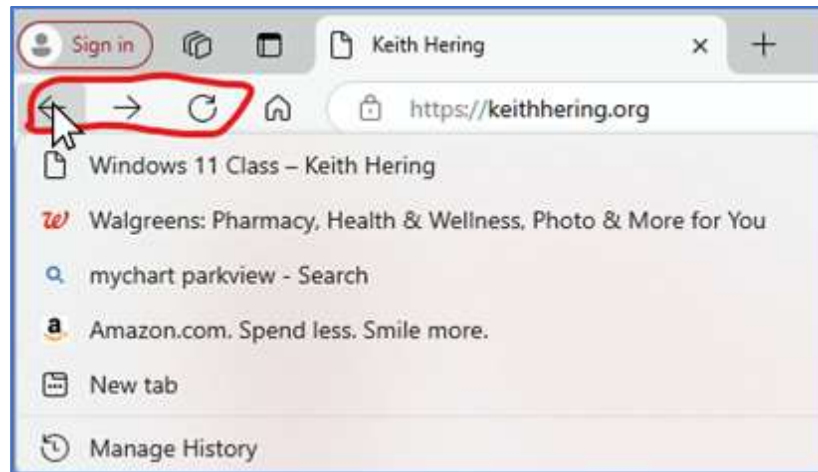 Sign in
Keith Hering
https://keithhering.org
Windows 11 Class – Keith Hering
Walgreens: Pharmacy, Health & Wellness, Photo & More for You
mychart parkview - Search
Amazon.com. Spend less. Smile more.
New tab
Manage History